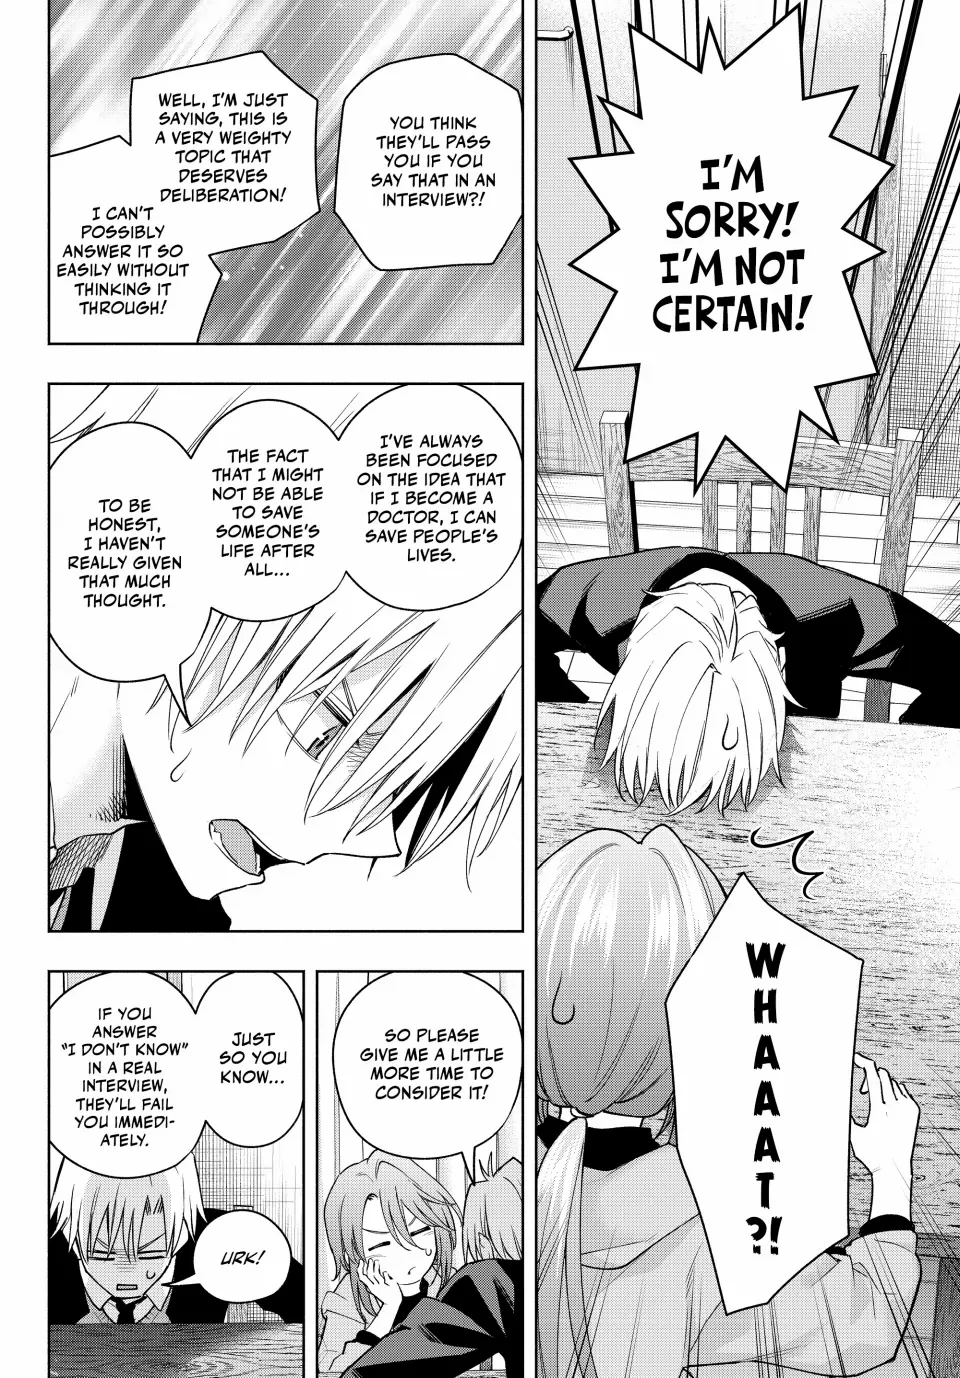 I'M
SORRY!
I'M NOT
CERTAIN!
WHAAAT?!
YOU THINK
THEY'LL PASS
YOU IF YOU
SAY THAT IN AN
INTERVIEW?!
WELL, I'M JUST
SAYING, THIS IS
A VERY WEIGHTY
TOPIC THAT
DESERVES
DELIBERATION!
I CAN'T
POSSIBLY
ANSWER IT SO
EASILY WITHOUT
THINKING IT
THROUGH!
I'VE ALWAYS
BEEN FOCUSED
ON THE IDEA THAT
IF I BECOME A
DOCTOR, I CAN
SAVE PEOPLE'S
LIVES.
THE FACT
THAT I MIGHT
NOT BE ABLE
TO SAVE
SOMEONE'S
LIFE AFTER
ALL...
TO BE
HONEST,
I HAVEN'T
REALLY GIVEN
THAT MUCH
THOUGHT.
SO PLEASE
GIVE ME A LITTLE
MORE TIME TO
CONSIDER IT!
JUST
SO YOU
KNOW...
IF YOU
ANSWER
"I DON'T KNOW"
IN A REAL
INTERVIEW,
THEY'LL FAIL
YOU IMMEDI-
ATELY.
URK!